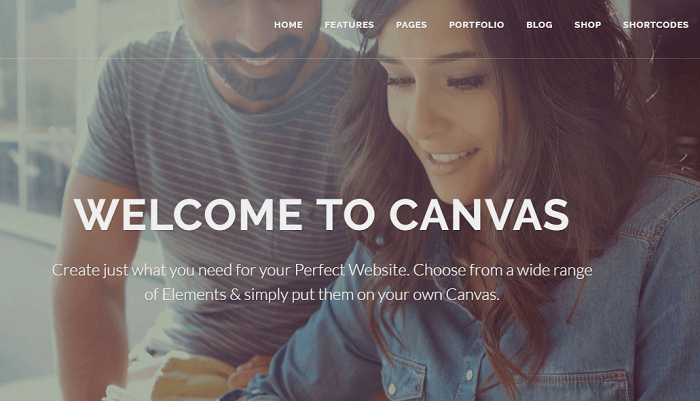 HOME FEATURES PAGES PORTFOLIO BLOG SHOP SHORTCODES
WELCOME TO CANVAS
Create just what you need for your Perfect Website. Choose from a wide range
of Elements & simply put them on your own Canvas.